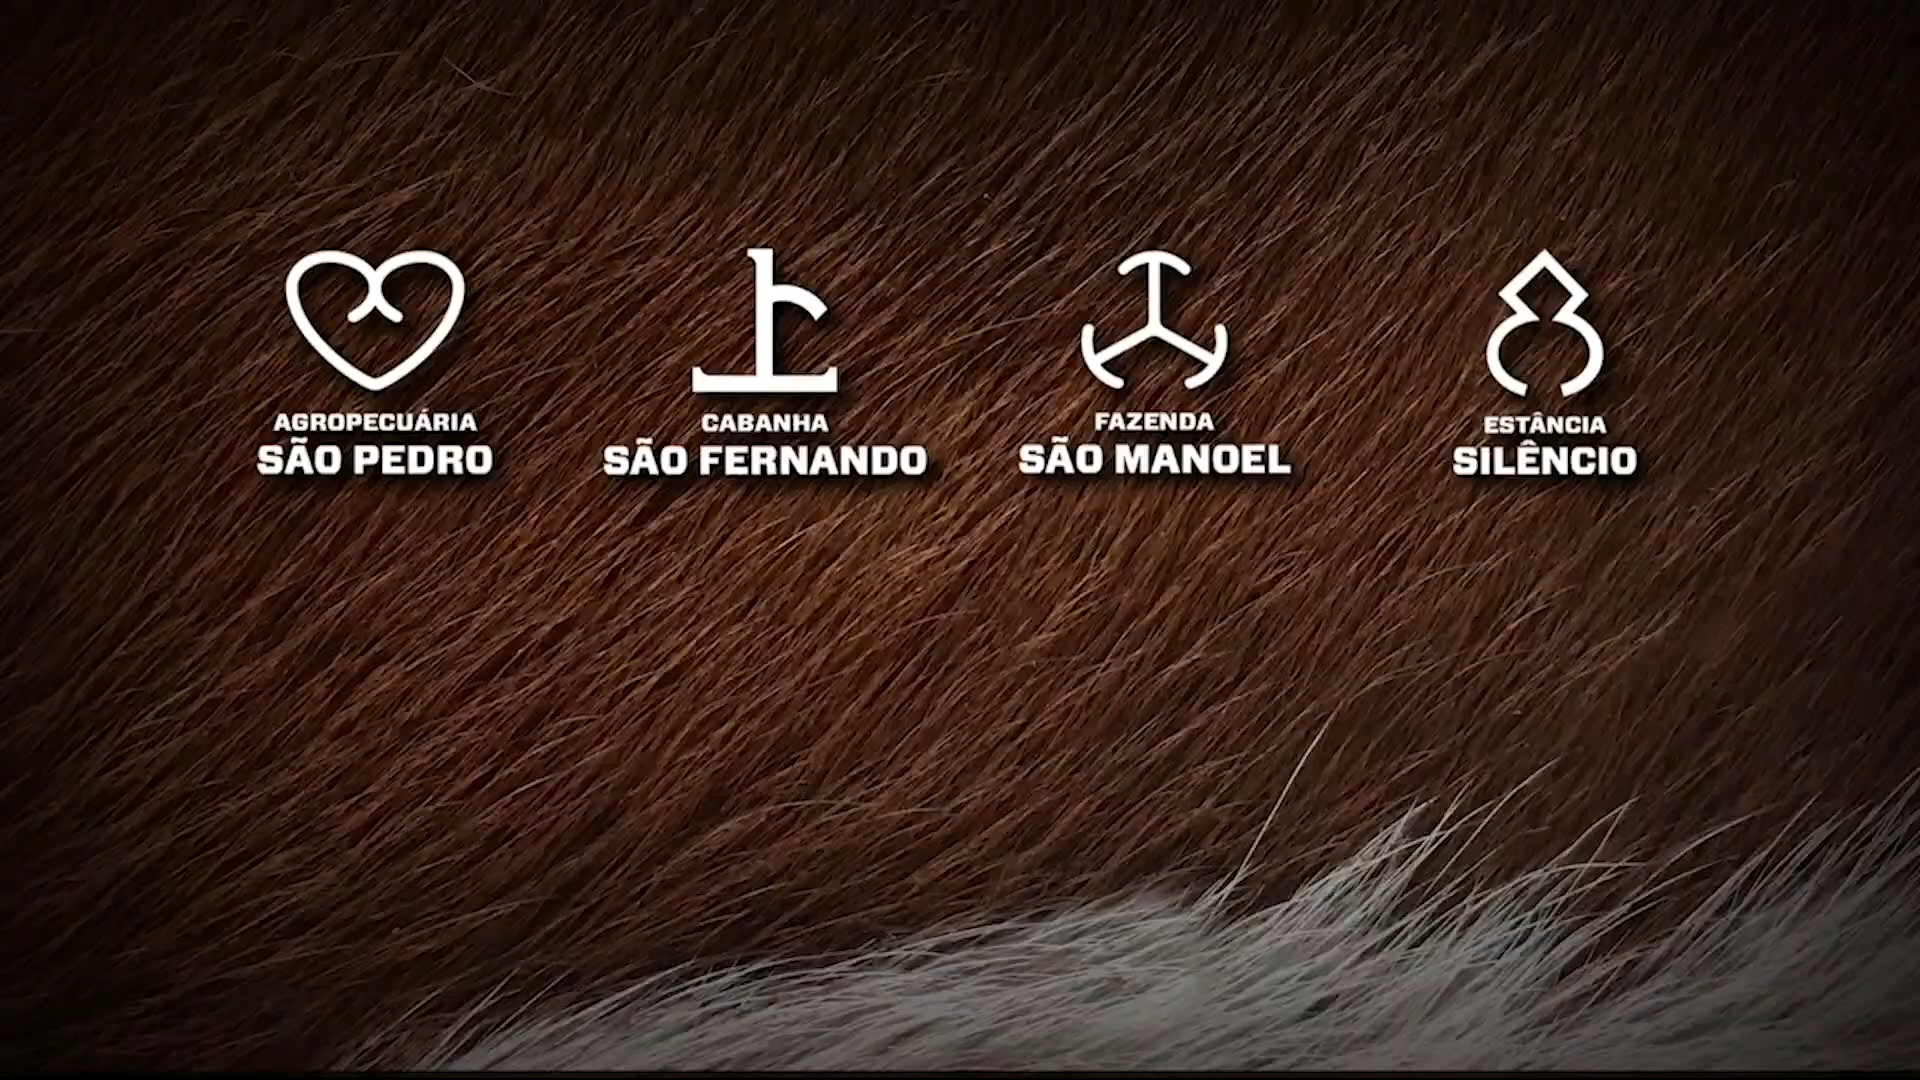 AGROPECUÁRIA
SÃO PEDRO
CABANHA
SÃO FERNANDO
FAZENDA
SÃO MANOEL
ESTÂNCIA
SILÊNCIO